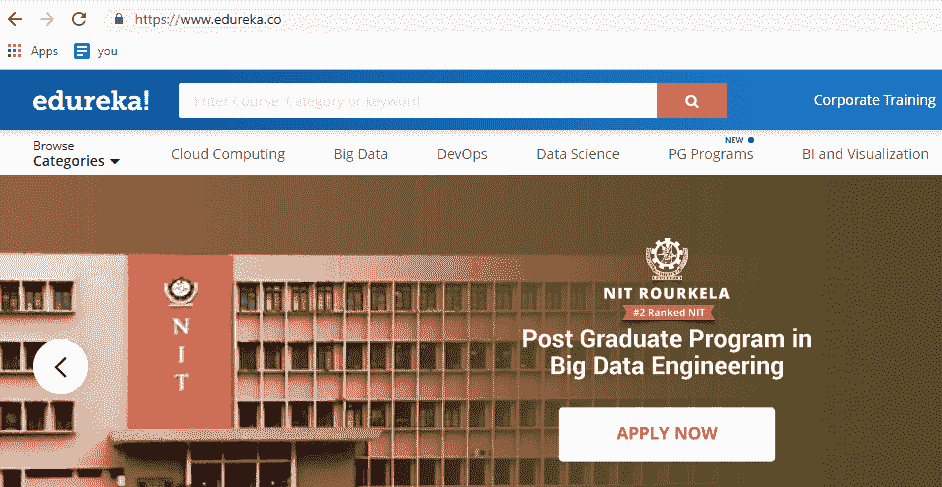 https://www.edureka.co
Apps you
edureka!
Enter Course, Category or keyword
Corporate Training
Browse
Categories
Cloud Computing Big Data DevOps Data Science PG Programs BI and Visualization
NEW
N
I
T
NIT ROURKELA
#2 Ranked NIT
Post Graduate Program in
Big Data Engineering
APPLY NOW